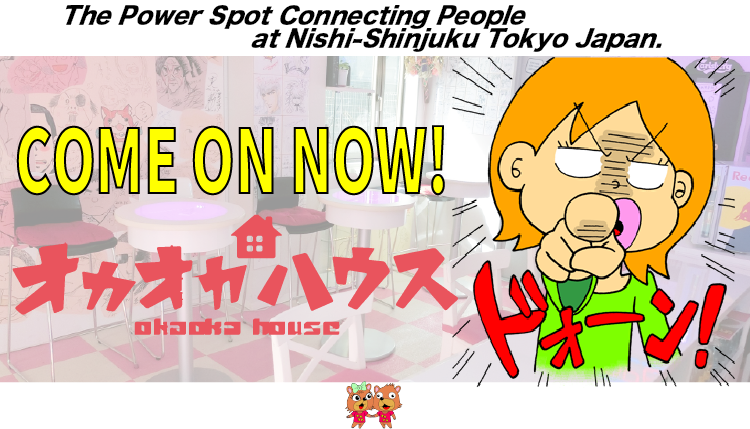 The Power Spot Connecting People
at Nishi-Shinjuku Tokyo Japan.
COME ON NOW!
オカオカハウス
okaoka house
ドォーン!